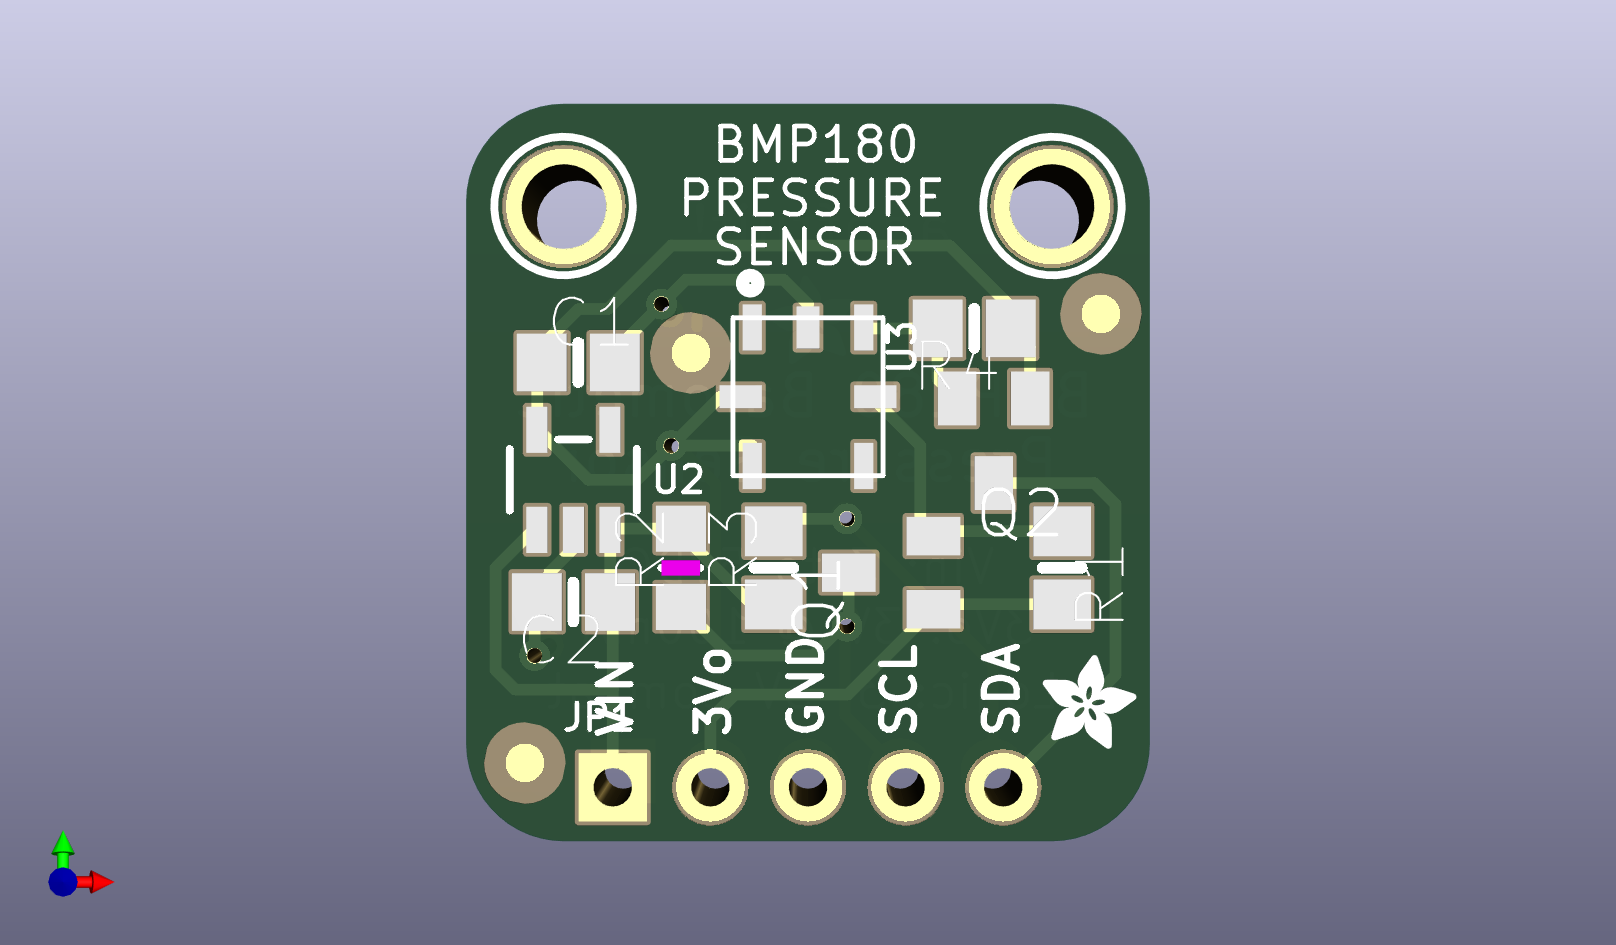 BMP180
PRESSURE
SENSOR
C1
U3
R4
U2
Q2
R2
R3
Q1
R1
C2
VIN
3Vo
GND
SCL
SDA
JP1